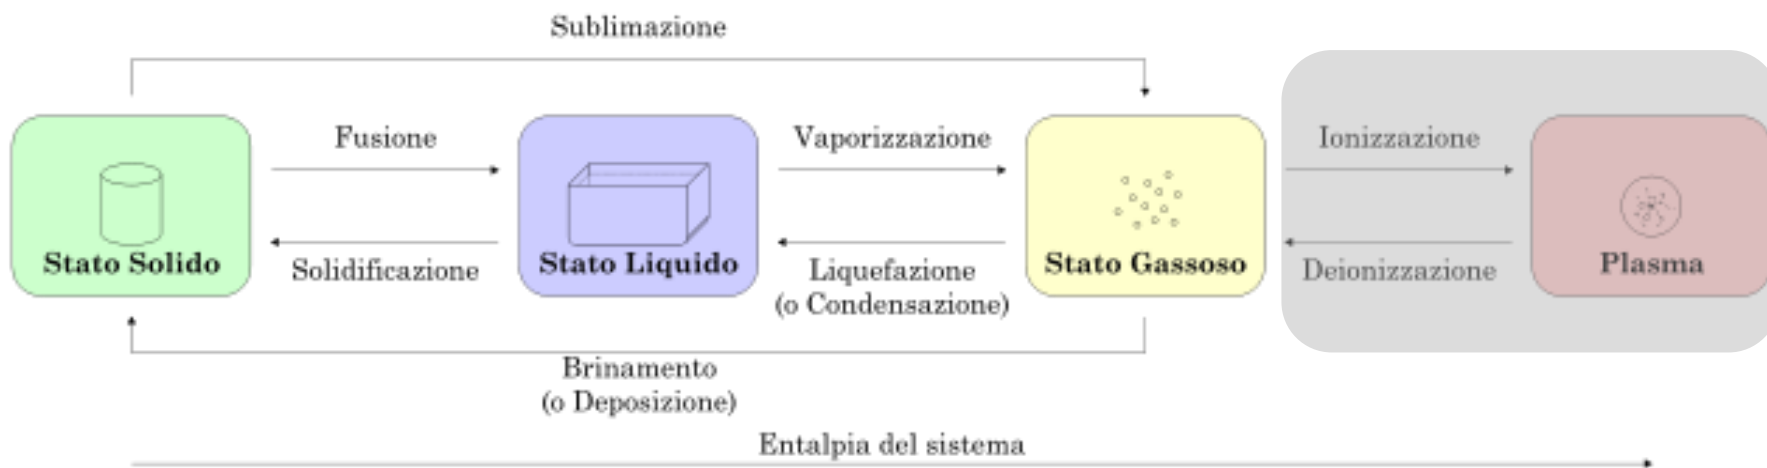 Sublimazione
Fusione
Vaporizzazione
Ionizzazione
Stato Solido
Solidificazione
Stato Liquido
Liquefazione
(o Condensazione)
Stato Gassoso
Deionizzazione
Plasma
Brinamento
(o Deposizione)
Entalpia del sistema